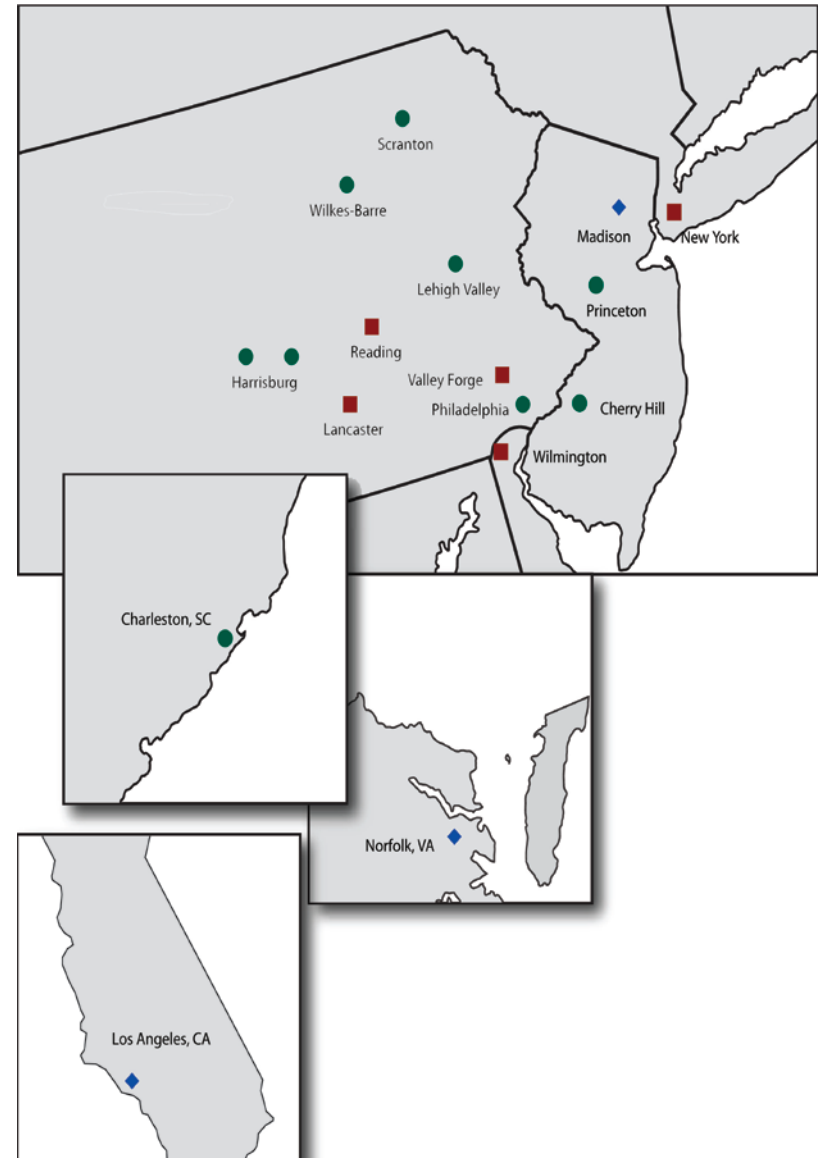 Scranton
Wilkes-Barre
Madison
New York
Lehigh Valley
Princeton
Reading
Harrisburg
Valley Forge
Lancaster
Philadelphia
Cherry Hill
Wilmington
Charleston, SC
Norfolk, VA
Los Angeles, CA